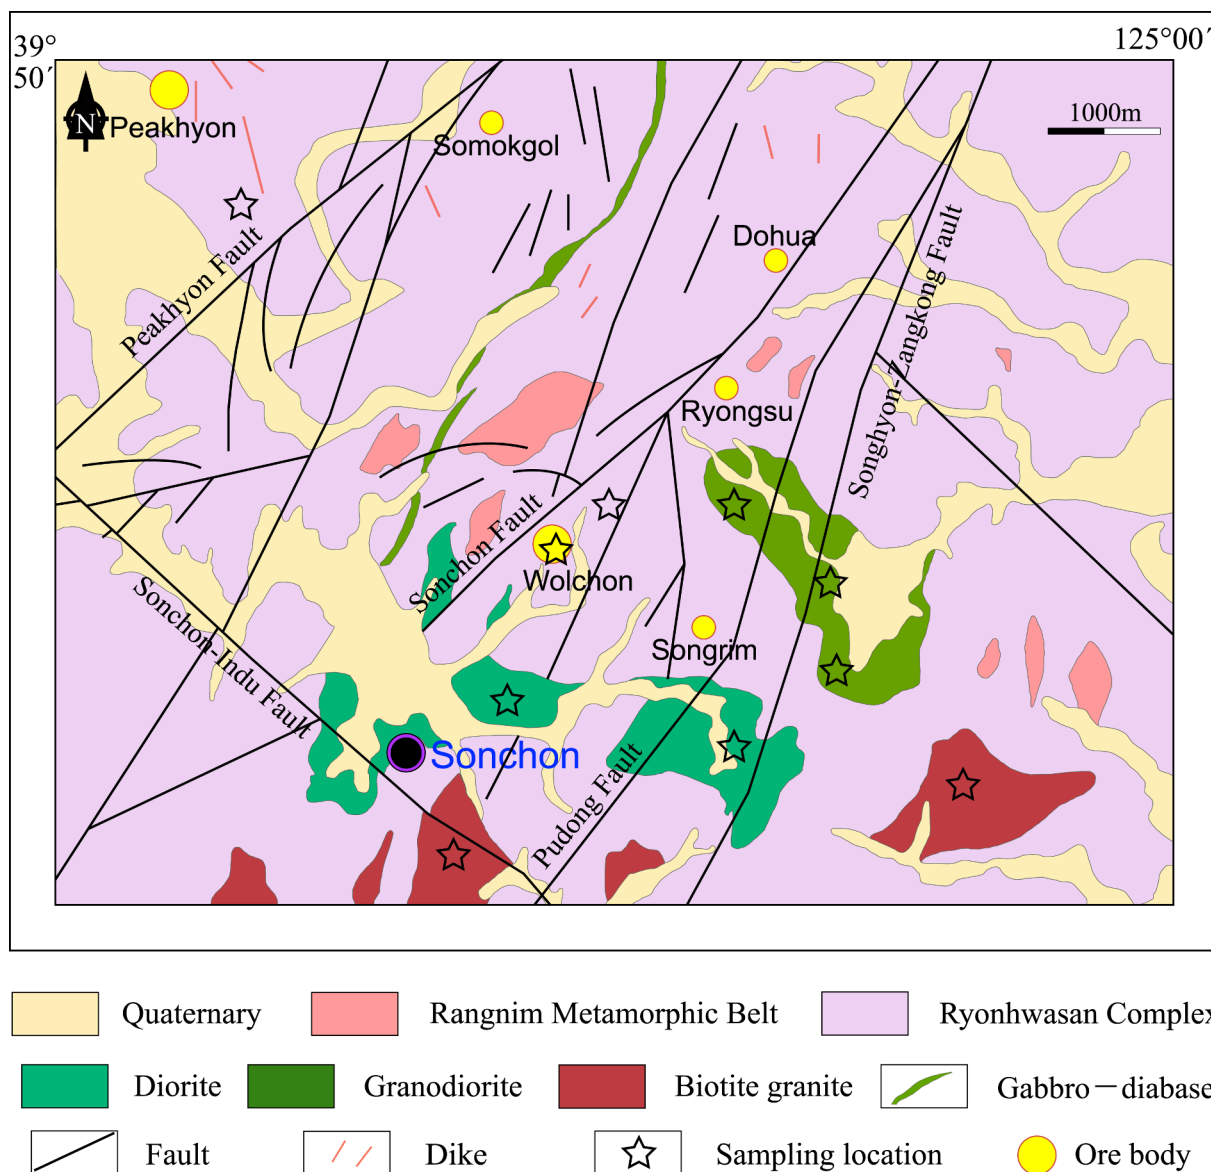 39°
50´
125°00´
N
1000m
Peakhyon
Somokgol
Dohua
Peakhyon Fault
Songhyon-Zangkong Fault
Ryongsu
Sonchon Fault
Wolchon
Sonchon-Indu Fault
Songrim
Sonchon
Pudong Fault
Quaternary
Rangnim Metamorphic Belt
Ryonhwasan Complex
Diorite
Granodiorite
Biotite granite
Gabbro—diabase
Fault
Dike
Sampling location
Ore body